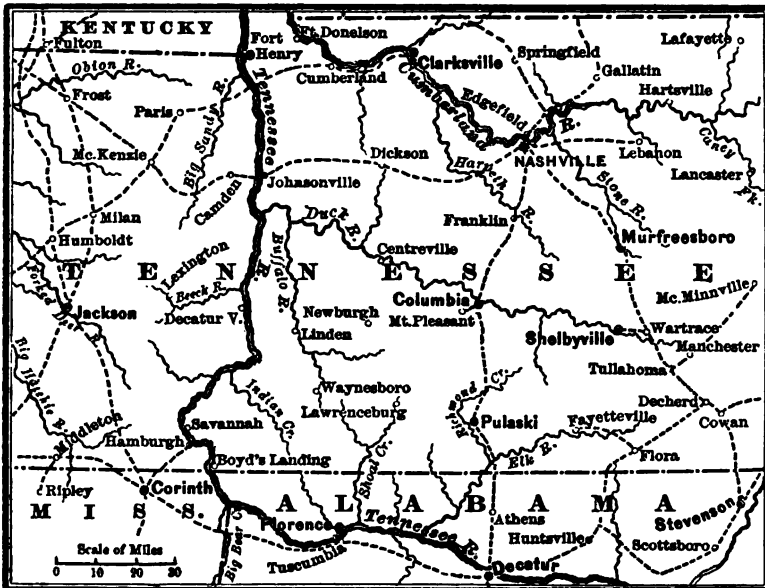 KENTUCKY
Fulton
Obion R.
Frost
Paris
Big Sandy R.
Mc.Kenzie
Camden
Milan
Humboldt
Fort
Henry
Ft. Donelson
Tennessee
R.
Cumberland
Clarksville
Cumberland
R.
Edgefield
NASHVILLE
Springfield
Gallatin
Lafayette
Hartsville
Lebanon
Caney
Fk.
Lancaster
Stone R.
Dickson
Harpeth R.
Johnsonville
Franklin
Murfreesboro
Duck R.
Centreville
Buffalo R.
TENNESSEE
Lexington
Beech R.
Decatur V.
Forked Deer R.
Jackson
Newburgh
Linden
Columbia
Mt.Pleasant
Mc.Minnville
Shelbyville
Wartrace
Manchester
Tullahoma
Big Hatchie R.
Middleton
Savannah
Hamburgh
Indian Cr.
Waynesboro
Lawrenceburg
Richmond Cr.
Pulaski
Fayetteville
Decherd
Cowan
Boyd's Landing
Shoal Cr.
Elk R.
Flora
Ripley
Corinth
MISS.
ALABAMA
Big Bear
Florence
Tuscumbia
Tennessee R.
Athens
Huntsville
Decatur
Stevenson
Scottsboro
Scale of Miles
0 10 20 30